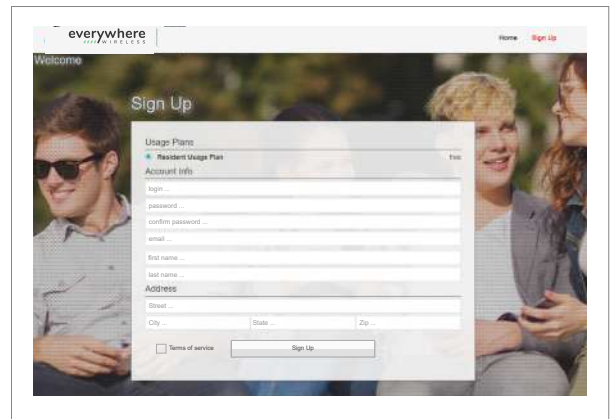 everywhere
WIRELESS
Home Sign Up
Welcome
Sign Up
Usage Plans
Resident Usage Plan free
Account Info
login ...
password ...
confirm password ...
email ...
first name ...
last name ...
Address
Street ...
City ... State ... Zip ...
Terms of service Sign Up